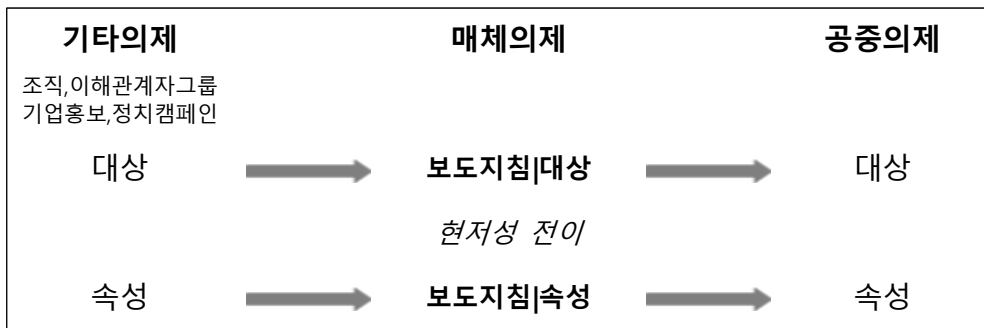 기타의제 매체의제 공중의제
조직,이해관계자그룹
기업홍보,정치캠페인
대상 보도지침|대상 대상
현저성 전이
속성 보도지침|속성 속성